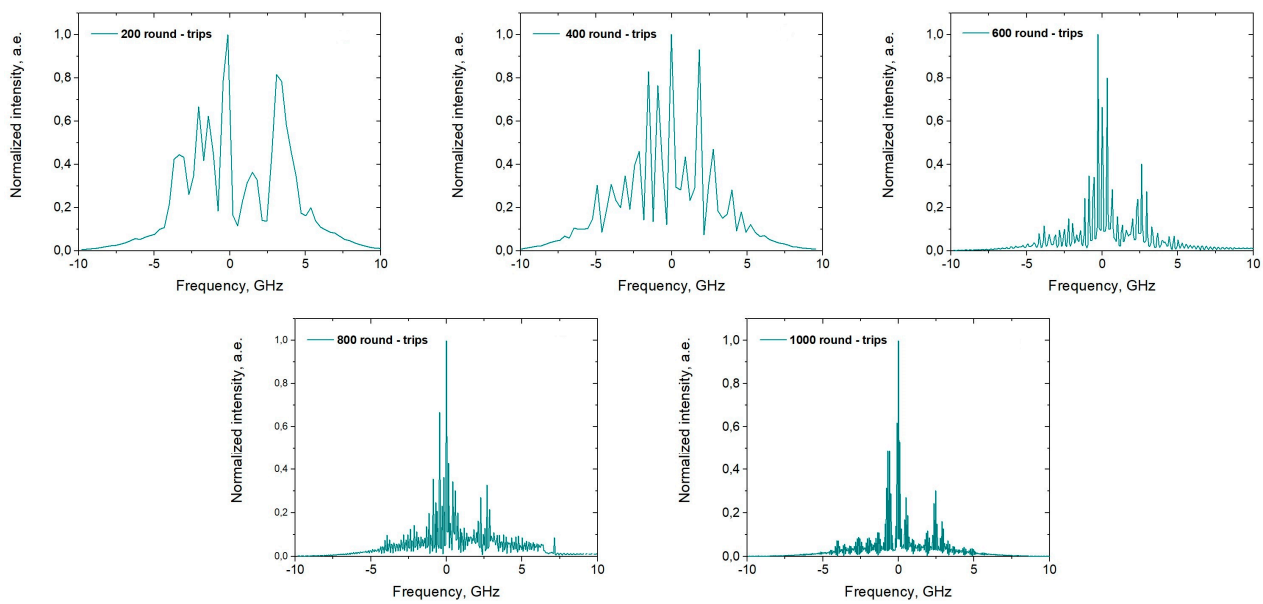 200 round - trips
1,0
0,8
0,6
0,4
0,2
0,0
Normalized intensity, a.e.
-10 -5 0 5 10
Frequency, GHz
400 round - trips
1,0
0,8
0,6
0,4
0,2
0,0
Normalized intensity, a.e.
-10 -5 0 5 10
Frequency, GHz
600 round - trips
1,0
0,8
0,6
0,4
0,2
0,0
Normalized intensity, a.e.
-10 -5 0 5 10
Frequency, GHz
800 round - trips
1,0
0,8
0,6
0,4
0,2
0,0
Normalized intensity, a.e.
-10 -5 0 5 10
Frequency, GHz
1000 round - trips
1,0
0,8
0,6
0,4
0,2
0,0
Normalized intensity, a.e.
-10 -5 0 5 10
Frequency, GHz